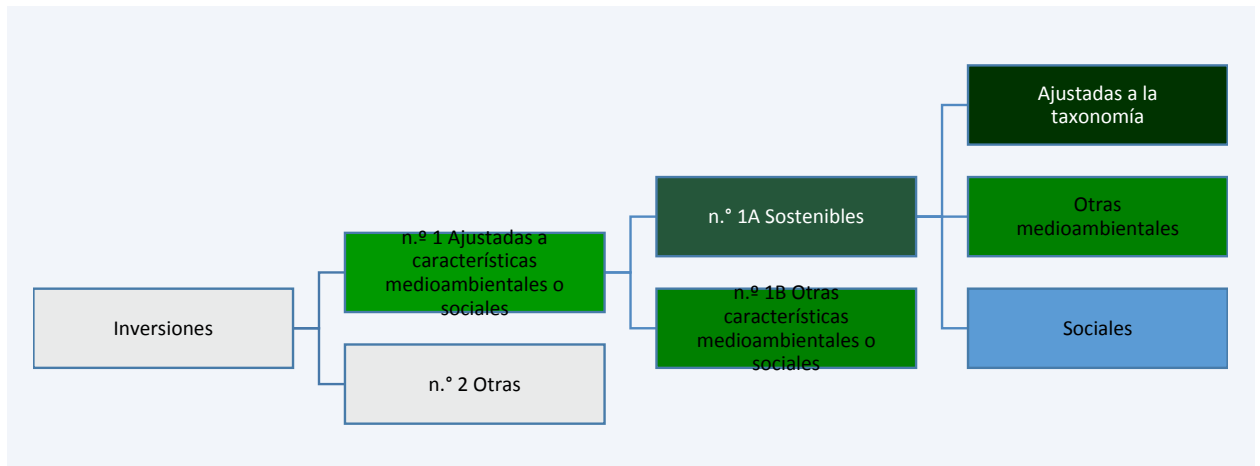 Inversiones
n.º 1 Ajustadas a
características
medioambientales o
sociales
n.° 2 Otras
n.° 1A Sostenibles
n.º 1B Otras
características
medioambientales o
sociales
Ajustadas a la
taxonomía
Otras
medioambientales
Sociales